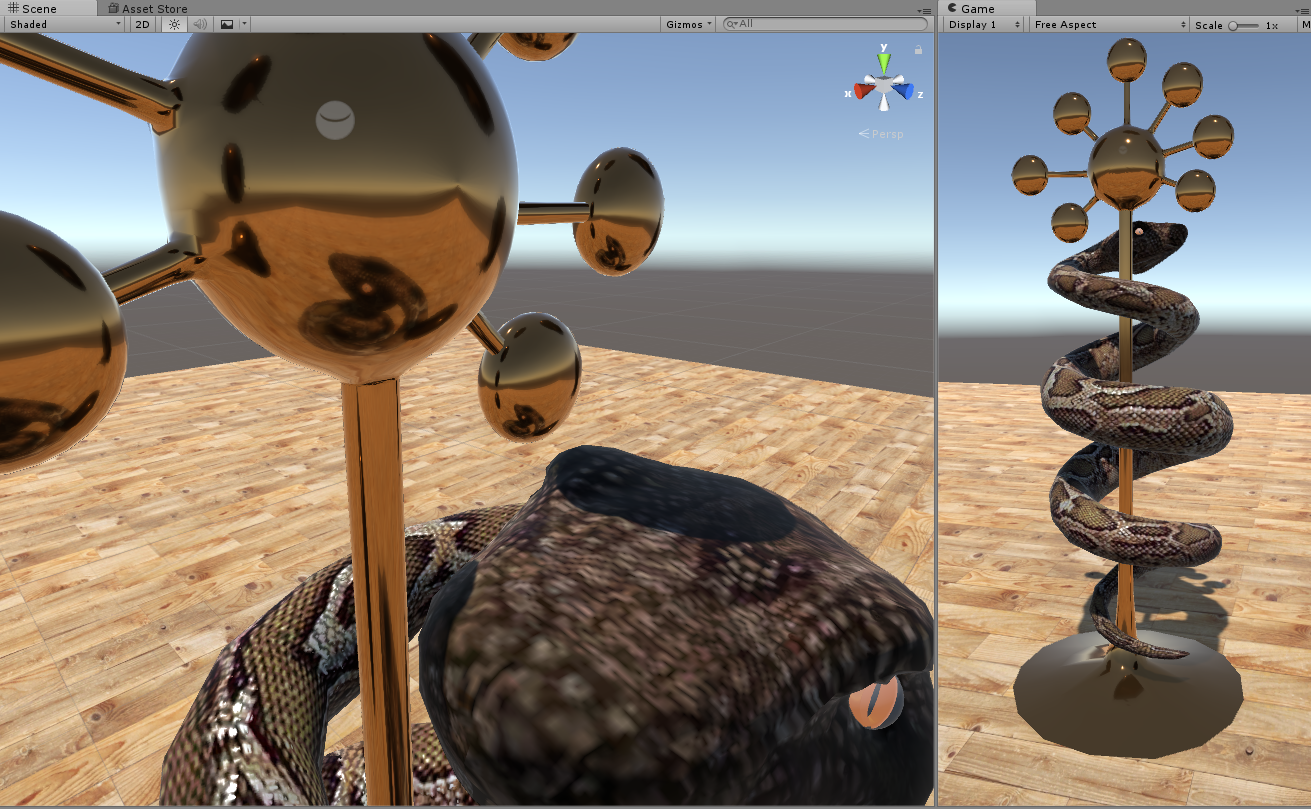 Scene
Asset Store
Shaded
2D
Gizmos
All
y
x
z
Persp
Game
Display 1
Free Aspect
Scale
1x
M